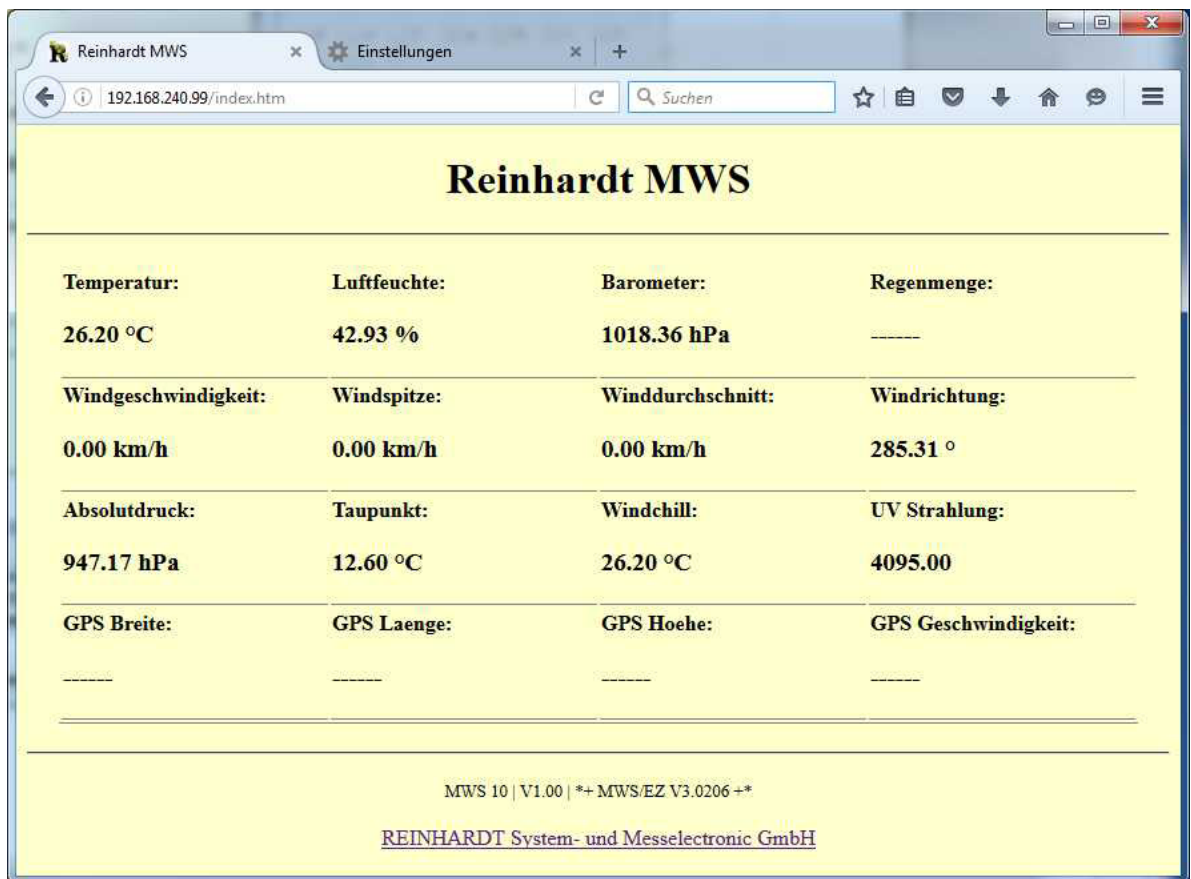 Reinhardt MWS Einstellungen
192.168.240.99/index.htm Suchen
Reinhardt MWS
Temperatur: Luftfeuchte: Barometer: Regenmenge:
26.20 °C 42.93 % 1018.36 hPa ------
Windgeschwindigkeit: Windspitze: Winddurchschnitt: Windrichtung:
0.00 km/h 0.00 km/h 0.00 km/h 285.31 °
Absolutdruck: Taupunkt: Windchill: UV Strahlung:
947.17 hPa 12.60 °C 26.20 °C 4095.00
GPS Breite: GPS Laenge: GPS Hoehe: GPS Geschwindigkeit:
------ ------ ------ ------
MWS 10 | V1.00 | *+ MWS/EZ V3.0206 +*
REINHARDT System- und Messelectronic GmbH